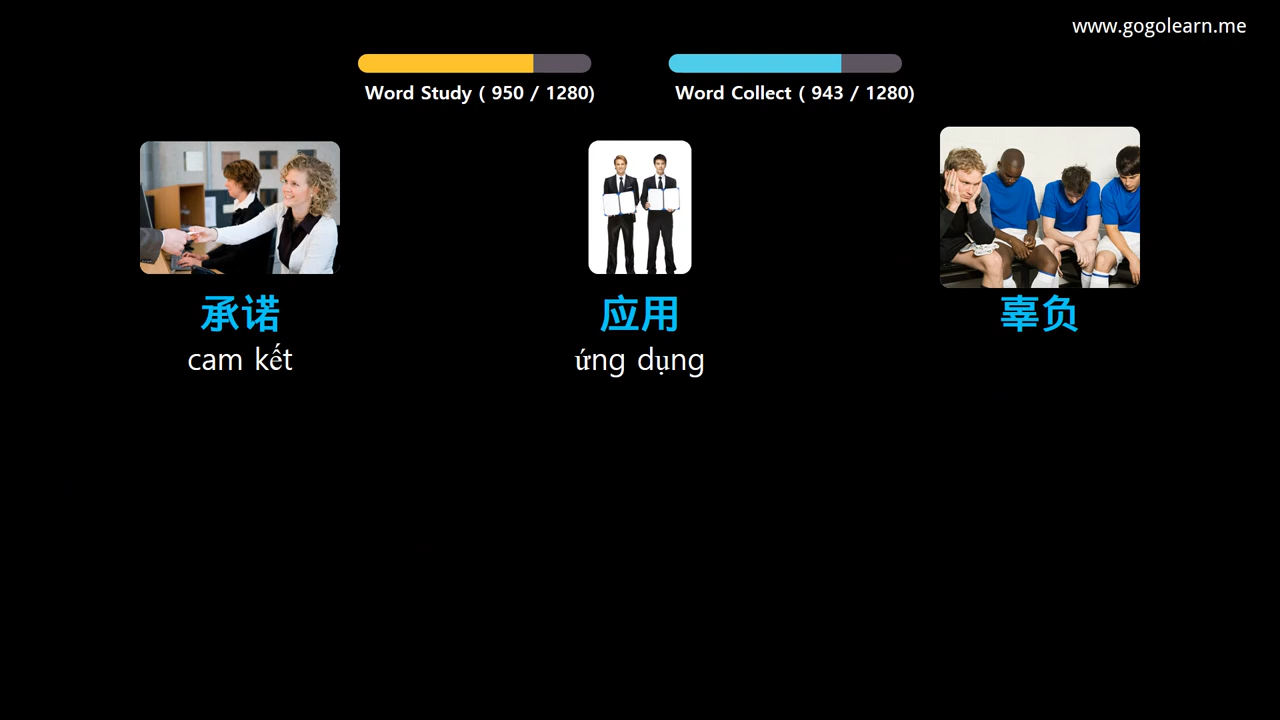 www.gogolearn.me
Word Study ( 950 / 1280)
Word Collect ( 943 / 1280)
承诺
应用
辜负
cam kết
ứng dụng